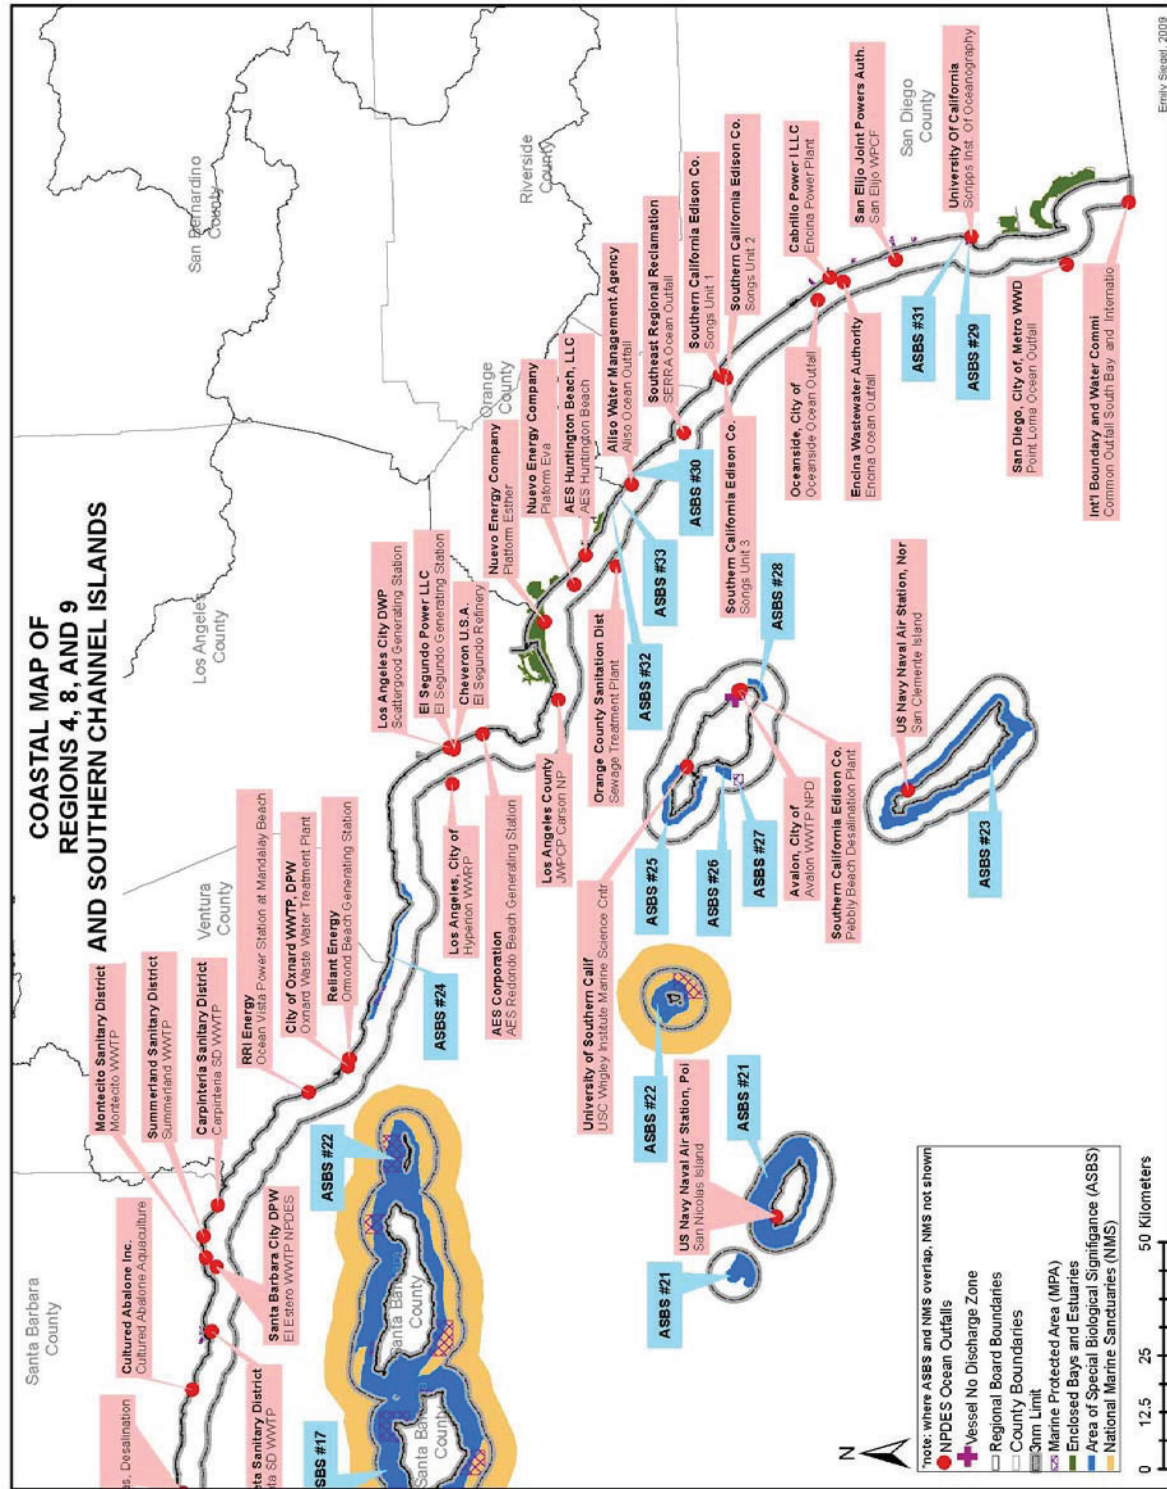 COASTAL MAP OF
REGIONS 4, 8, AND 9
AND SOUTHERN CHANNEL ISLANDS
Santa Barbara
County
Ventura
County
Los Angeles
County
San Bernardino
County
Orange
County
Riverside
County
San Diego
County
as, Desalination
Cultured Abalone Inc.
Cultured Abalone Aquaculture
eta Sanitary District
ta SD WWTP
Santa Barbara City DPW
El Estero WWTP NPDES
Montecito Sanitary District
Montecito WWTP
Summerland Sanitary District
Summerland WWTP
Carpinteria Sanitary District
Carpinteria SD WWTP
RRI Energy
Ocean Vista Power Station at Mandalay Beach
City of Oxnard WWTP, DPW
Oxnard Waste Water Treatment Plant
Reliant Energy
Ormond Beach Generating Station
ASBS #24
Los Angeles City DWP
Scattergood Generating Station
El Segundo Power LLC
El Segundo Generating Station
Cheveron U.S.A.
El Segundo Refinery
Los Angeles, City of
Hyperion WWRP
AES Corporation
AES Redondo Beach Generating Station
Los Angeles County
JWPCP Carson NP
Nuevo Energy Company
Platform Esther
Nuevo Energy Company
Plaform Eva
AES Huntington Beach, LLC
AES Huntington Beach
Orange County Sanitation Dist
Sewage Treatment Plant
Aliso Water Management Agency
Aliso Ocean Outfall
Southeast Regional Reclamation
SERRA Ocean Outfall
ASBS #32
ASBS #33
ASBS #30
Southern California Edison Co.
Songs Unit 1
Southern California Edison Co.
Songs Unit 2
Southern California Edison Co.
Songs Unit 3
Oceanside, City of
Oceanside Ocean Outfall
Cabrillo Power I LLC
Encina Power Plant
Encina Wastewater Authority
Encina Ocean Outfall
San Elijo Joint Powers Auth.
San Elijo WPCF
University Of California
Scripps Inst. Of Oceanography
ASBS #31
ASBS #29
San Diego, City of, Metro WWD
Point Loma Ocean Outfall
Int'l Boundary and Water Commi
Common Outfall South Bay and Internatio
ASBS #17
Santa Bar
County
Santa Bar
County
ASBS #22
ASBS #22
University of Southern Calif
USC Whgley Institute Marine Science Cntr
ASBS #25
ASBS #26
ASBS #27
ASBS #28
Avalon, City of
Avalon WWTP NPD
Southern California Edison Co.
Pebbly Beach Desalination Plant
US Navy Naval Air Station, Poi
San Nicolas Island
ASBS #21
ASBS #21
US Navy Naval Air Station, Nor
San Clemente Island
ASBS #23
N
*note: where ASBS and NMS overlap, NMS not shown
NPDES Ocean Outfalls
Vessel No Discharge Zone
Regional Board Boundaries
County Boundaries
3nm Limit
Marine Protected Area (MPA)
Enclosed Bays and Estuaries
Area of Special Biological Signifigance (ASBS)
National Marine Sanctuaries (NMS)
0 12.5 25 50 Kilometers
Emily Siegel, 2009